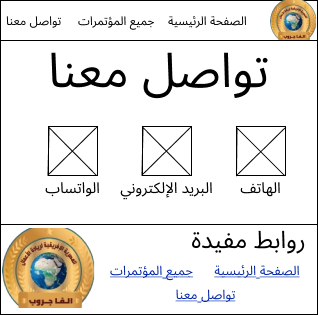 الصفحة الرئيسية جميع المؤتمرات تواصل معنا
تواصل معنا
الهاتف البريد الإلكتروني الواتساب
روابط مفيدة
الصفحة الرئيسية جميع المؤتمرات
تواصل معنا
الفا جروب